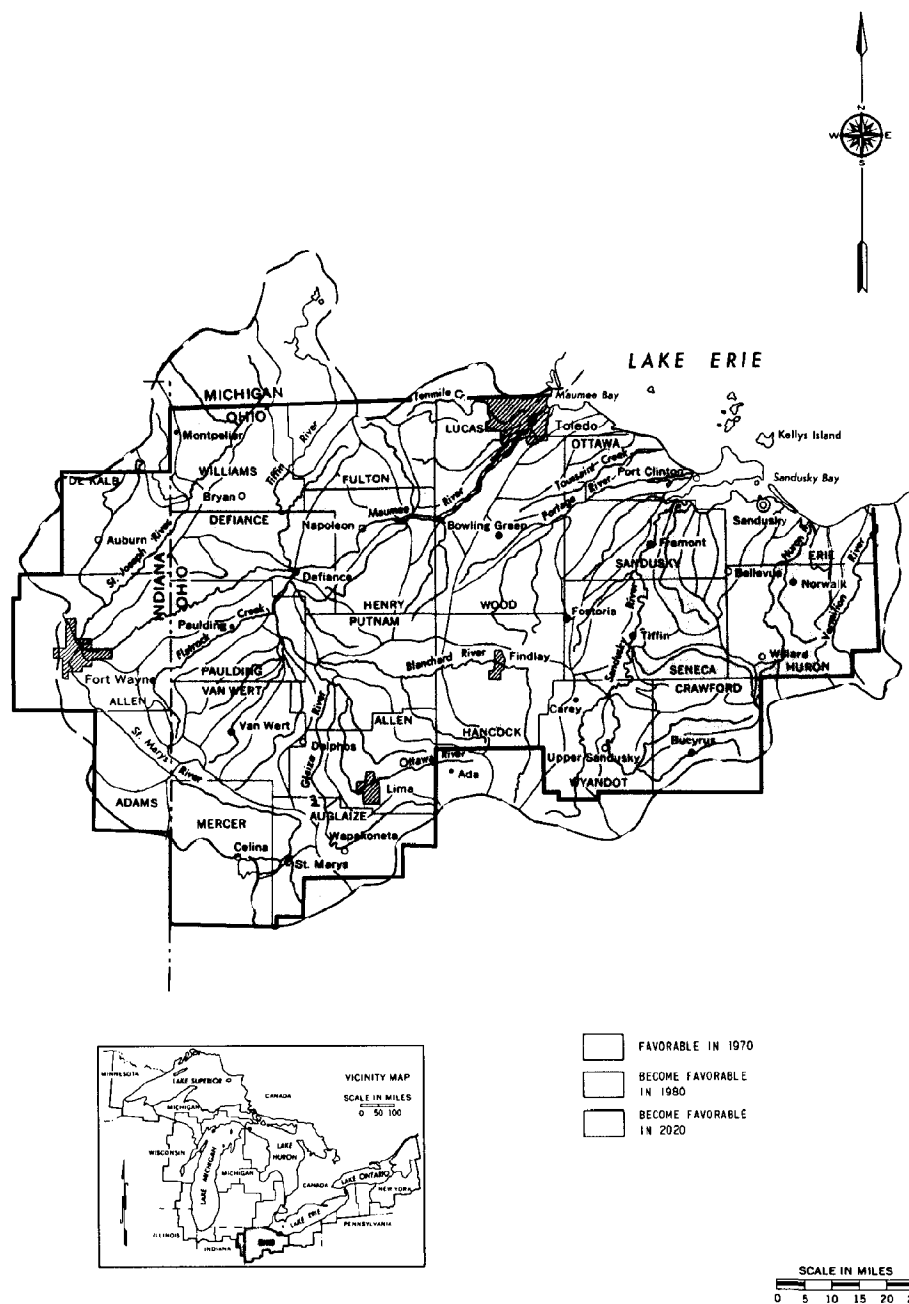 N
W E
S
LAKE ERIE
MICHIGAN
OHIO
Tenmile Cr.
Maumee Bay
LUCAS
Toledo
OTTAWA
Kellys Island
Montpelier
Tiffin River
Toussaint Creek
Port Clinton
Sandusky Bay
DE KALB
WILLIAMS
FULTON
Portage River
Bryan
Maumee River
Sandusky
DEFIANCE
Napoleon
Bowling Green
Huron River
Auburn
St. Joseph River
Fremont
ERIE
SANDUSKY
Vermilion River
INDIANA
OHIO
Defiance
Bellevue
Norwalk
HENRY
WOOD
Paulding
Flatrock Creek
PUTNAM
Fostoria
Sandusky River
Tiffin
Blanchard River
Findlay
Willard
Fort Wayne
PAULDING
SENECA
HURON
ALLEN
VAN WERT
CRAWFORD
Carey
Van Wert
ALLEN
HANCOCK
St. Marys River
Delphos
Bucyrus
Upper Sandusky
Ottawa River
Ada
WYANDOT
Lima
ADAMS
AUGLAIZE
MERCER
Wapakoneta
Celina
St. Marys
VICINITY MAP
SCALE IN MILES
0 50 100
MINNESOTA
LAKE SUPERIOR
CANADA
MICHIGAN
WISCONSIN
LAKE HURON
LAKE MICHIGAN
MICHIGAN
CANADA
LAKE ONTARIO
NEW YORK
LAKE ERIE
PENNSYLVANIA
ILLINOIS
INDIANA
FAVORABLE IN 1970
BECOME FAVORABLE
IN 1980
BECOME FAVORABLE
IN 2020
SCALE IN MILES
0 5 10 15 20